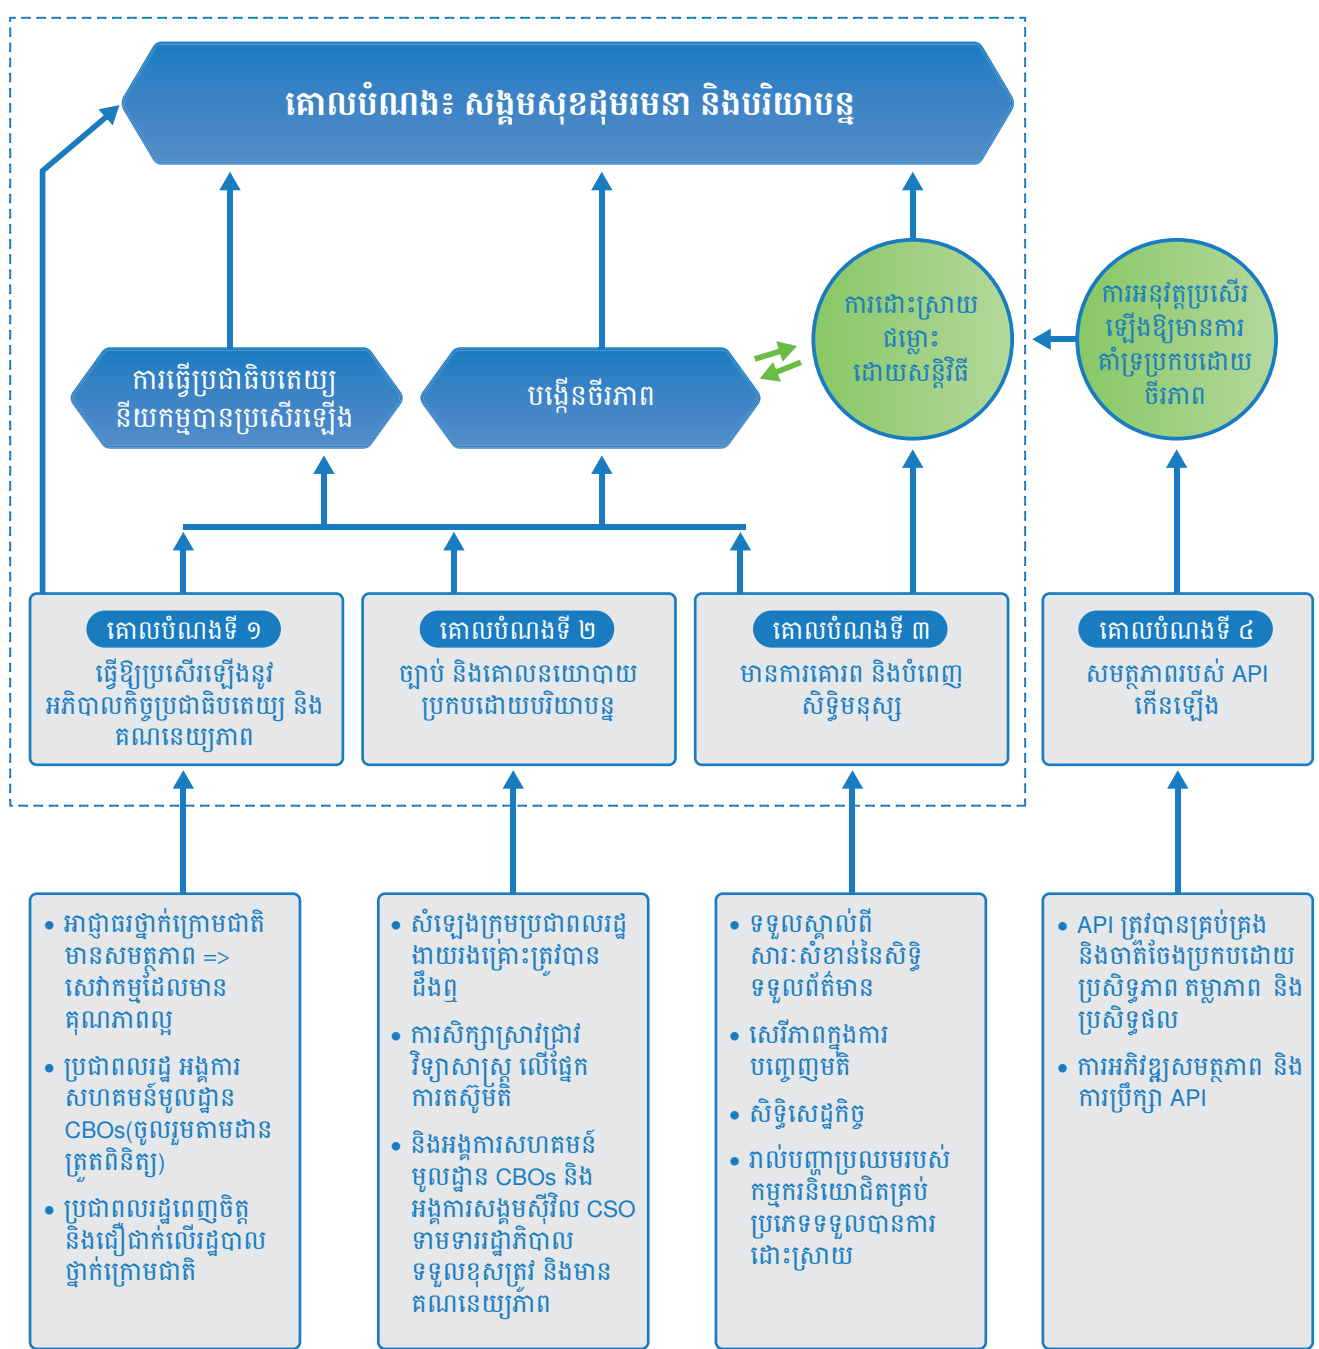 គោលបំណង៖ សង្គមសុខដុមរមនា និងបរិយាបន្ន
ការធ្វើប្រជាធិបតេយ្យ
នីយកម្មបានប្រសើរឡើង
បង្កើនចីរភាព
ការដោះស្រាយ
ជម្លោះ
ដោយសន្តិវិធី
ការអនុវត្តប្រសើរ
ឡើងឱ្យមានការ
គាំទ្រប្រកបដោយ
ចីរភាព
គោលបំណងទី ១
ធ្វើឱ្យប្រសើរឡើងនូវ
អភិបាលកិច្ចប្រជាធិបតេយ្យ និង
គណនេយ្យភាព
គោលបំណងទី ២
ច្បាប់ និងគោលនយោបាយ
ប្រកបដោយបរិយាបន្ន
គោលបំណងទី ៣
មានការគោរព និងបំពេញ
សិទ្ធិមនុស្ស
គោលបំណងទី ៤
សមត្ថភាពរបស់ API
កើនឡើង
• អាជ្ញាធរថ្នាក់ក្រោមជាតិ
មានសមត្ថភាព =>
សេវាកម្មដែលមាន
គុណភាពល្អ
• ប្រជាពលរដ្ឋ អង្គការ
សហគមន៍មូលដ្ឋាន
CBOs(ចូលរួមតាមដាន
ត្រួតពិនិត្យ)
• ប្រជាពលរដ្ឋពេញចិត្ត
និងជឿជាក់លើរដ្ឋបាល
ថ្នាក់ក្រោមជាតិ
• សំឡេងក្រុមប្រជាពលរដ្ឋ
ងាយរងគ្រោះត្រូវបាន
ដឹងឮ
• ការសិក្សាស្រាវជ្រាវ
វិទ្យាសាស្ត្រ លើផ្នែក
ការតស៊ូមតិ
• និងអង្គការសហគមន៍
មូលដ្ឋាន CBOs និង
អង្គការសង្គមស៊ីវិល CSO
ទាមទាររដ្ឋាភិបាល
ទទួលខុសត្រូវ និងមាន
គណនេយ្យភាព
• ទទួលស្គាល់ពី
សារៈសំខាន់នៃសិទ្ធិ
ទទួលព័ត៌មាន
• សេរីភាពក្នុងការ
បញ្ចេញមតិ
• សិទ្ធិសេដ្ឋកិច្ច
• រាល់បញ្ហាប្រឈមរបស់
កម្មករនិយោជិតគ្រប់
ប្រភេទទទួលបានការ
ដោះស្រាយ
• API ត្រូវបានគ្រប់គ្រង
និងចាត់ចែងប្រកបដោយ
ប្រសិទ្ធភាព តម្លាភាព និង
ប្រសិទ្ធផល
• ការអភិវឌ្ឍសមត្ថភាព និង
ការប្រឹក្សា API